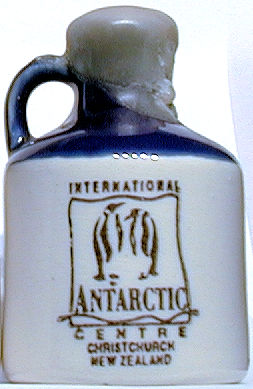 INTERNATIONAL
ANTARCTIC
CENTRE
CHRISTCHURCH
NEW ZEALAND